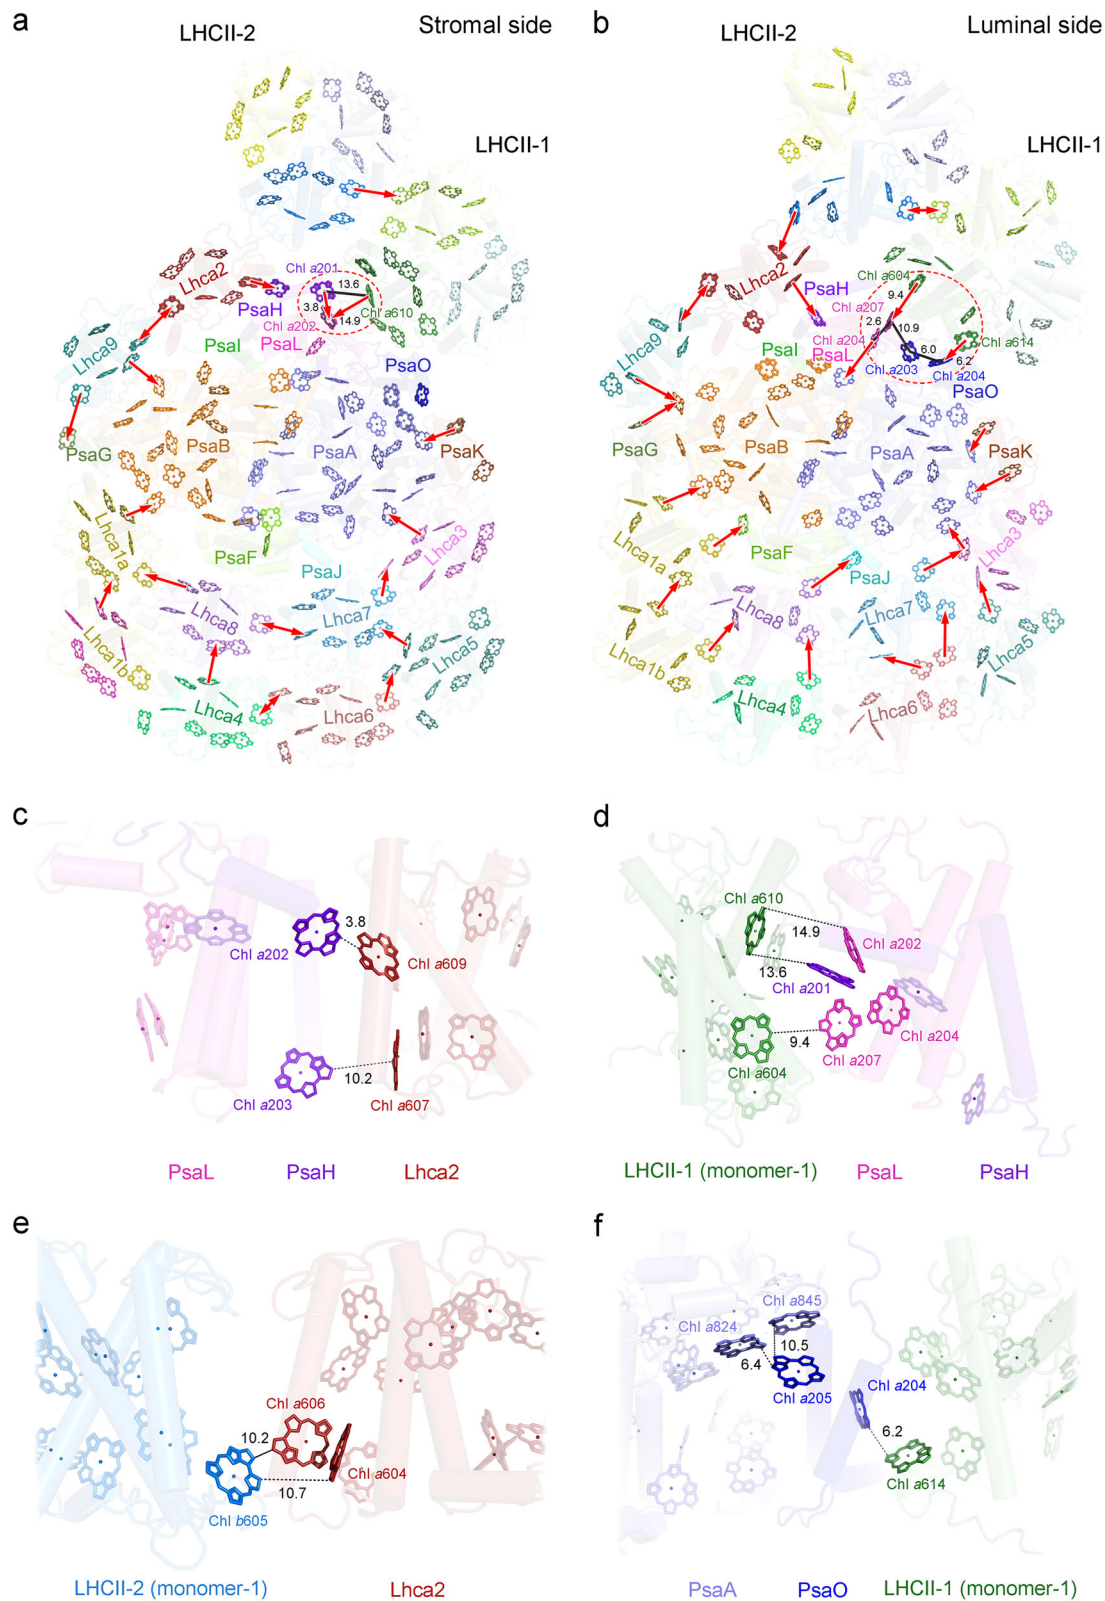 a
LHCII-2
Stromal side
LHCII-1
Lhca2
Chl a201
13.6
PsaH
3.8
Chl a610
Chl a202
14.9
Lhca9
PsaI
PsaL
PsaO
PsaG
PsaB
PsaA
PsaK
Lhca1a
PsaF
PsaJ
Lhca3
Lhca8
Lhca7
Lhca1b
Lhca5
Lhca4
Lhca6
b
LHCII-2
Luminal side
LHCII-1
Lhca2
Chl a604
PsaH
9.4
Chl a207
2.6
10.9
Chl a204
Chl a614
Lhca9
PsaI
PsaL
6.0
6.2
Chl a203
Chl a204
PsaO
PsaG
PsaB
PsaA
PsaK
Lhca1a
PsaF
PsaJ
Lhca3
Lhca8
Lhca7
Lhca1b
Lhca5
Lhca4
Lhca6
c
3.8
Chl a202
Chl a609
10.2
Chl a203
Chl a607
PsaL
PsaH
Lhca2
d
Chl a610
14.9
Chl a202
13.6
Chl a201
Chl a204
9.4
Chl a207
Chl a604
LHCII-1 (monomer-1)
PsaL
PsaH
e
Chl a606
10.2
Chl a604
10.7
Chl b605
LHCII-2 (monomer-1)
Lhca2
f
Chl a845
Chl a824
10.5
6.4
Chl a204
Chl a205
6.2
Chl a614
PsaA
PsaO
LHCII-1 (monomer-1)